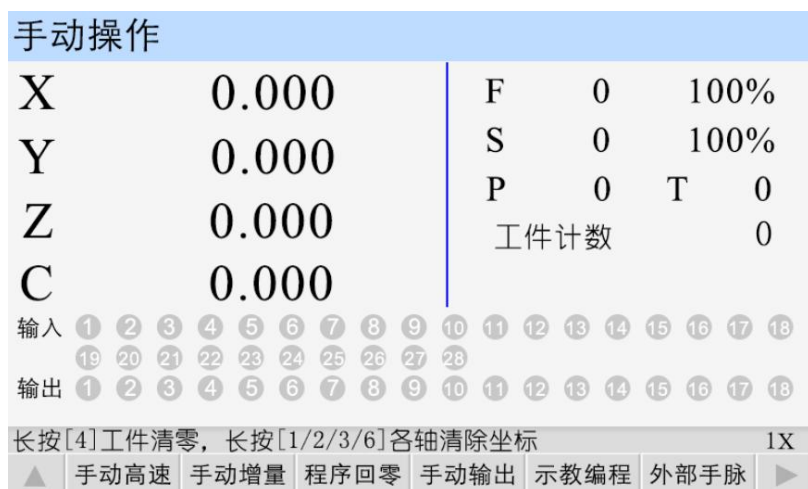 手动操作
X 0.000 F 0 100%
Y 0.000 S 0 100%
Z 0.000 P 0 T 0
C 0.000 工件计数 0
输入 1 2 3 4 5 6 7 8 9 10 11 12 13 14 15 16 17 18
19 20 21 22 23 24 25 26 27 28
输出 1 2 3 4 5 6 7 8 9 10 11 12 13 14 15 16 17 18
长按[4]工件清零，长按[1/2/3/6]各轴清除坐标 1X
手动高速 手动增量 程序回零 手动输出 示教编程 外部手脉